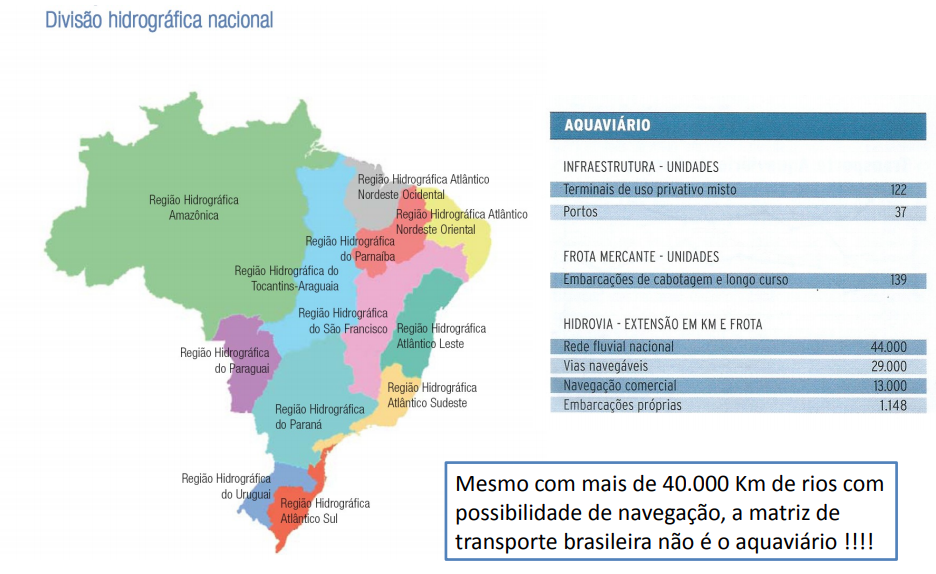 Divisão hidrográfica nacional
Região Hidrográfica
Amazônica
Região Hidrográfica Atlântico
Nordeste Ocidental
Região Hidrográfica Atlântico
Nordeste Oriental
Região Hidrográfica
do Parnaíba
Região Hidrográfica do
Tocantins-Araguaia
Região Hidrográfica
do São Francisco
Região Hidrográfica
Atlântico Leste
Região Hidrográfica
do Paraguai
Região Hidrográfica
Atlântico Sudeste
Região Hidrográfica
do Paraná
Região Hidrográfica
do Uruguai
Região Hidrográfica
Atlântico Sul
AQUAVIÁRIO
INFRAESTRUTURA - UNIDADES
Terminais de uso privativo misto 122
Portos 37
FROTA MERCANTE - UNIDADES
Embarcações de cabotagem e longo curso 139
HIDROVIA - EXTENSÃO EM KM E FROTA
Rede fluvial nacional 44.000
Vias navegáveis 29.000
Navegação comercial 13.000
Embarcações próprias 1.148
Mesmo com mais de 40.000 Km de rios com
possibilidade de navegação, a matriz de
transporte brasileira não é o aquaviário !!!!